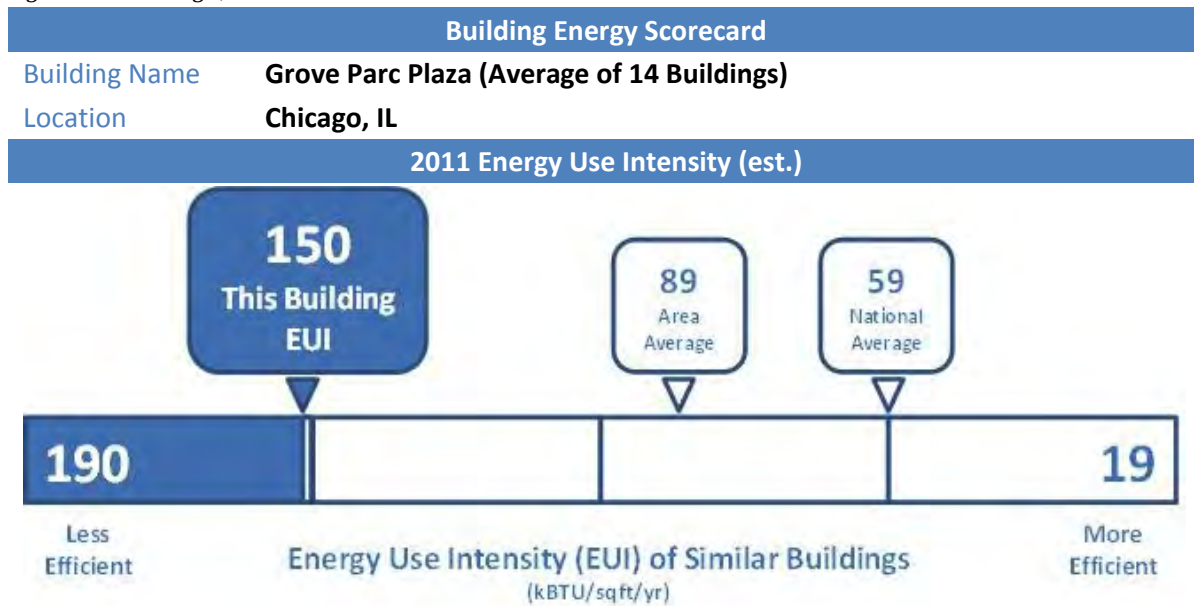 Building Energy Scorecard
Building Name Grove Parc Plaza (Average of 14 Buildings)
Location Chicago, IL
2011 Energy Use Intensity (est.)
150
This Building
EUI
89
Area
Average
59
National
Average
190
19
Less
Efficient
More
Efficient
Energy Use Intensity (EUI) of Similar Buildings
(kBTU/sqft/yr)